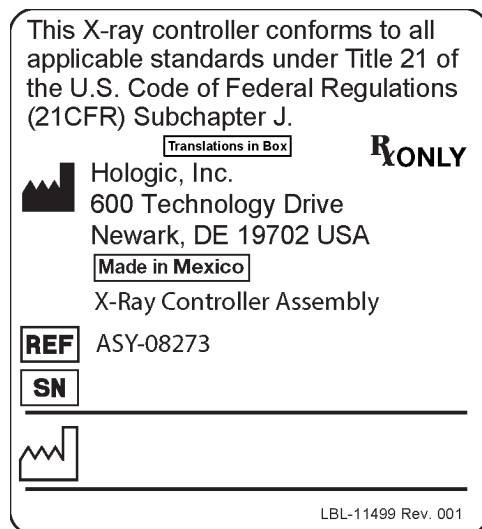 This X-ray controller conforms to all
applicable standards under Title 21 of
the U.S. Code of Federal Regulations
(21CFR) Subchapter J.
Translations in Box
Rx ONLY
Hologic, Inc.
600 Technology Drive
Newark, DE 19702 USA
Made in Mexico
X-Ray Controller Assembly
REF ASY-08273
SN
LBL-11499 Rev. 001